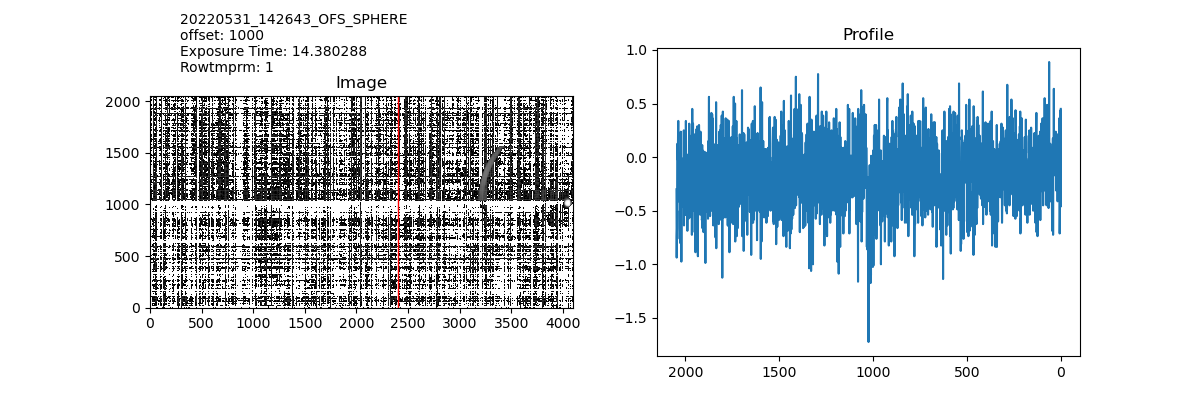 20220531_142643_OFS_SPHERE
offset: 1000
Exposure Time: 14.380288
Rowtmprm: 1
Image
2000
1500
1000
500
0
0 500 1000 1500 2000 2500 3000 3500 4000
Profile
1.0
0.5
0.0
−0.5
−1.0
−1.5
2000 1500 1000 500 0